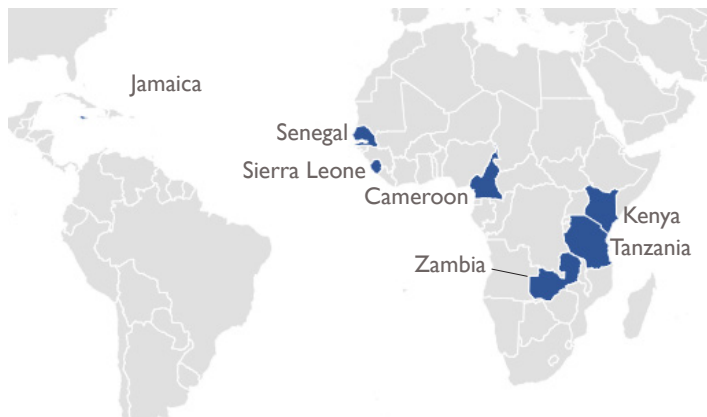 Jamaica
Senegal
Sierra Leone
Cameroon
Kenya
Tanzania
Zambia